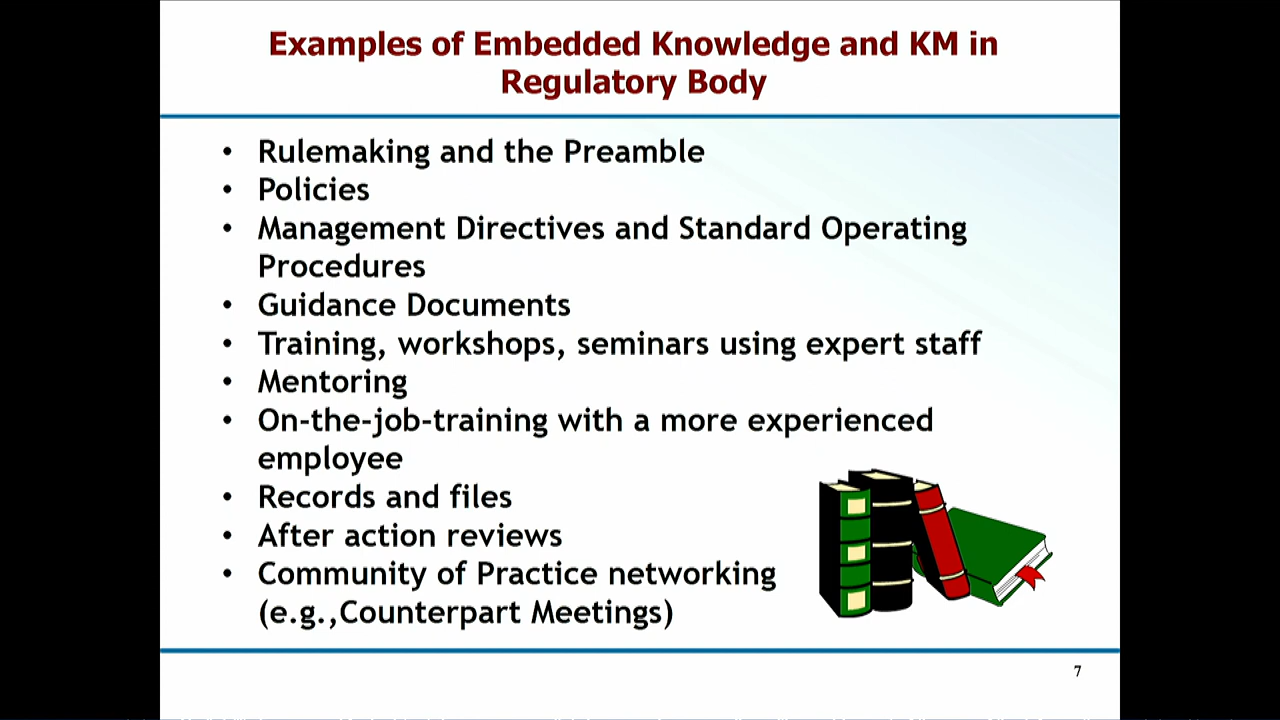 Examples of Embedded Knowledge and KM in
Regulatory Body
• Rulemaking and the Preamble
• Policies
• Management Directives and Standard Operating
Procedures
• Guidance Documents
• Training, workshops, seminars using expert staff
• Mentoring
• On-the-job-training with a more experienced
employee
• Records and files
• After action reviews
• Community of Practice networking
(e.g.,Counterpart Meetings)
7